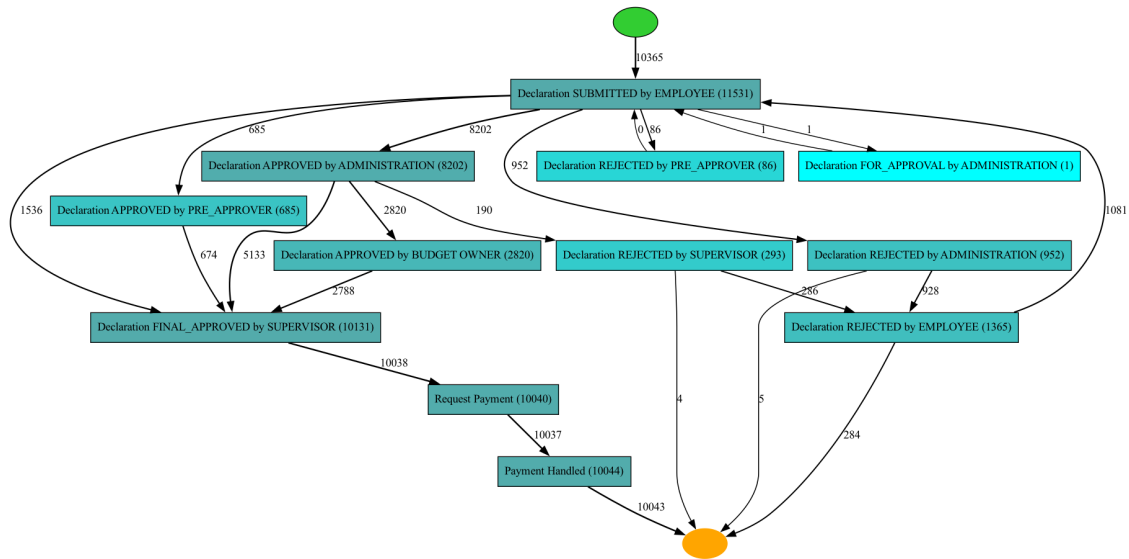 10365
Declaration SUBMITTED by EMPLOYEE (11531)
685
8202
0
86
1
1
952
Declaration APPROVED by ADMINISTRATION (8202)
Declaration REJECTED by PRE_APPROVER (86)
Declaration FOR_APPROVAL by ADMINISTRATION (1)
1536
Declaration APPROVED by PRE_APPROVER (685)
2820
190
1081
674
5133
Declaration APPROVED by BUDGET OWNER (2820)
Declaration REJECTED by SUPERVISOR (293)
Declaration REJECTED by ADMINISTRATION (952)
2788
286
928
Declaration FINAL_APPROVED by SUPERVISOR (10131)
Declaration REJECTED by EMPLOYEE (1365)
10038
Request Payment (10040)
4
5
10037
284
Payment Handled (10044)
10043